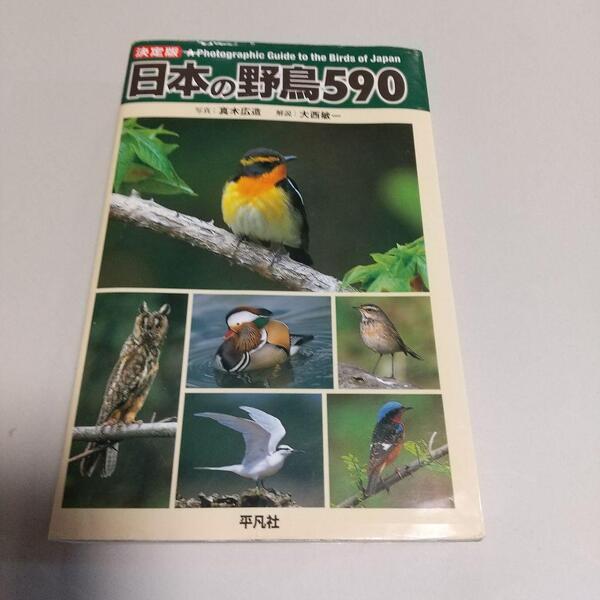 決定版 A Photographic Guide to the Birds of Japan
日本の野鳥590
写真:真木広造 解説:大西敏一
平凡社